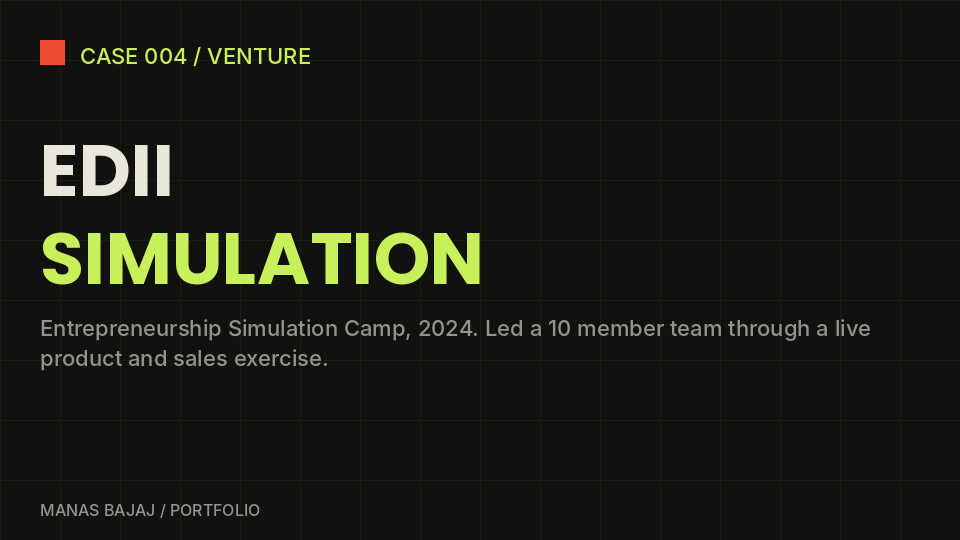 CASE 004 / VENTURE
EDII
SIMULATION
Entrepreneurship Simulation Camp, 2024. Led a 10 member team through a live
product and sales exercise.
MANAS BAJAJ / PORTFOLIO